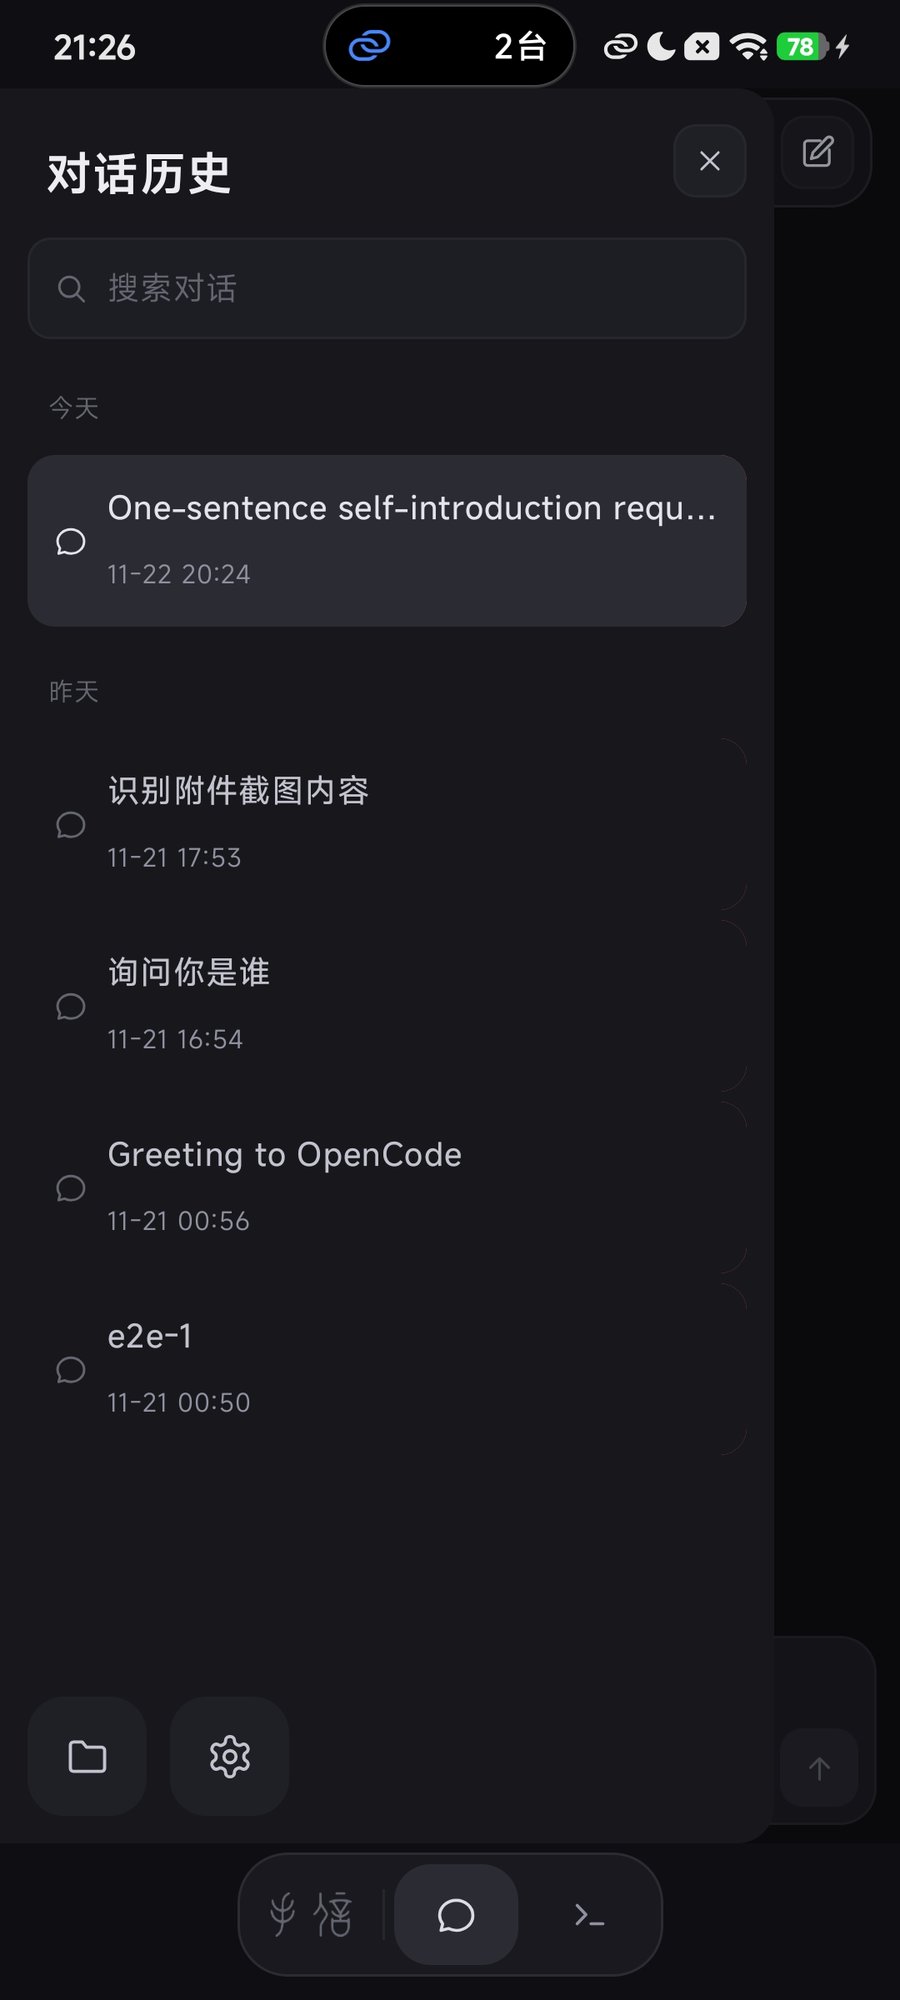 21:26
2台
78
对话历史
搜索对话
今天
One-sentence self-introduction requ...
11-22 20:24
昨天
识别附件截图内容
11-21 17:53
询问你是谁
11-21 16:54
Greeting to OpenCode
11-21 00:56
e2e-1
11-21 00:50